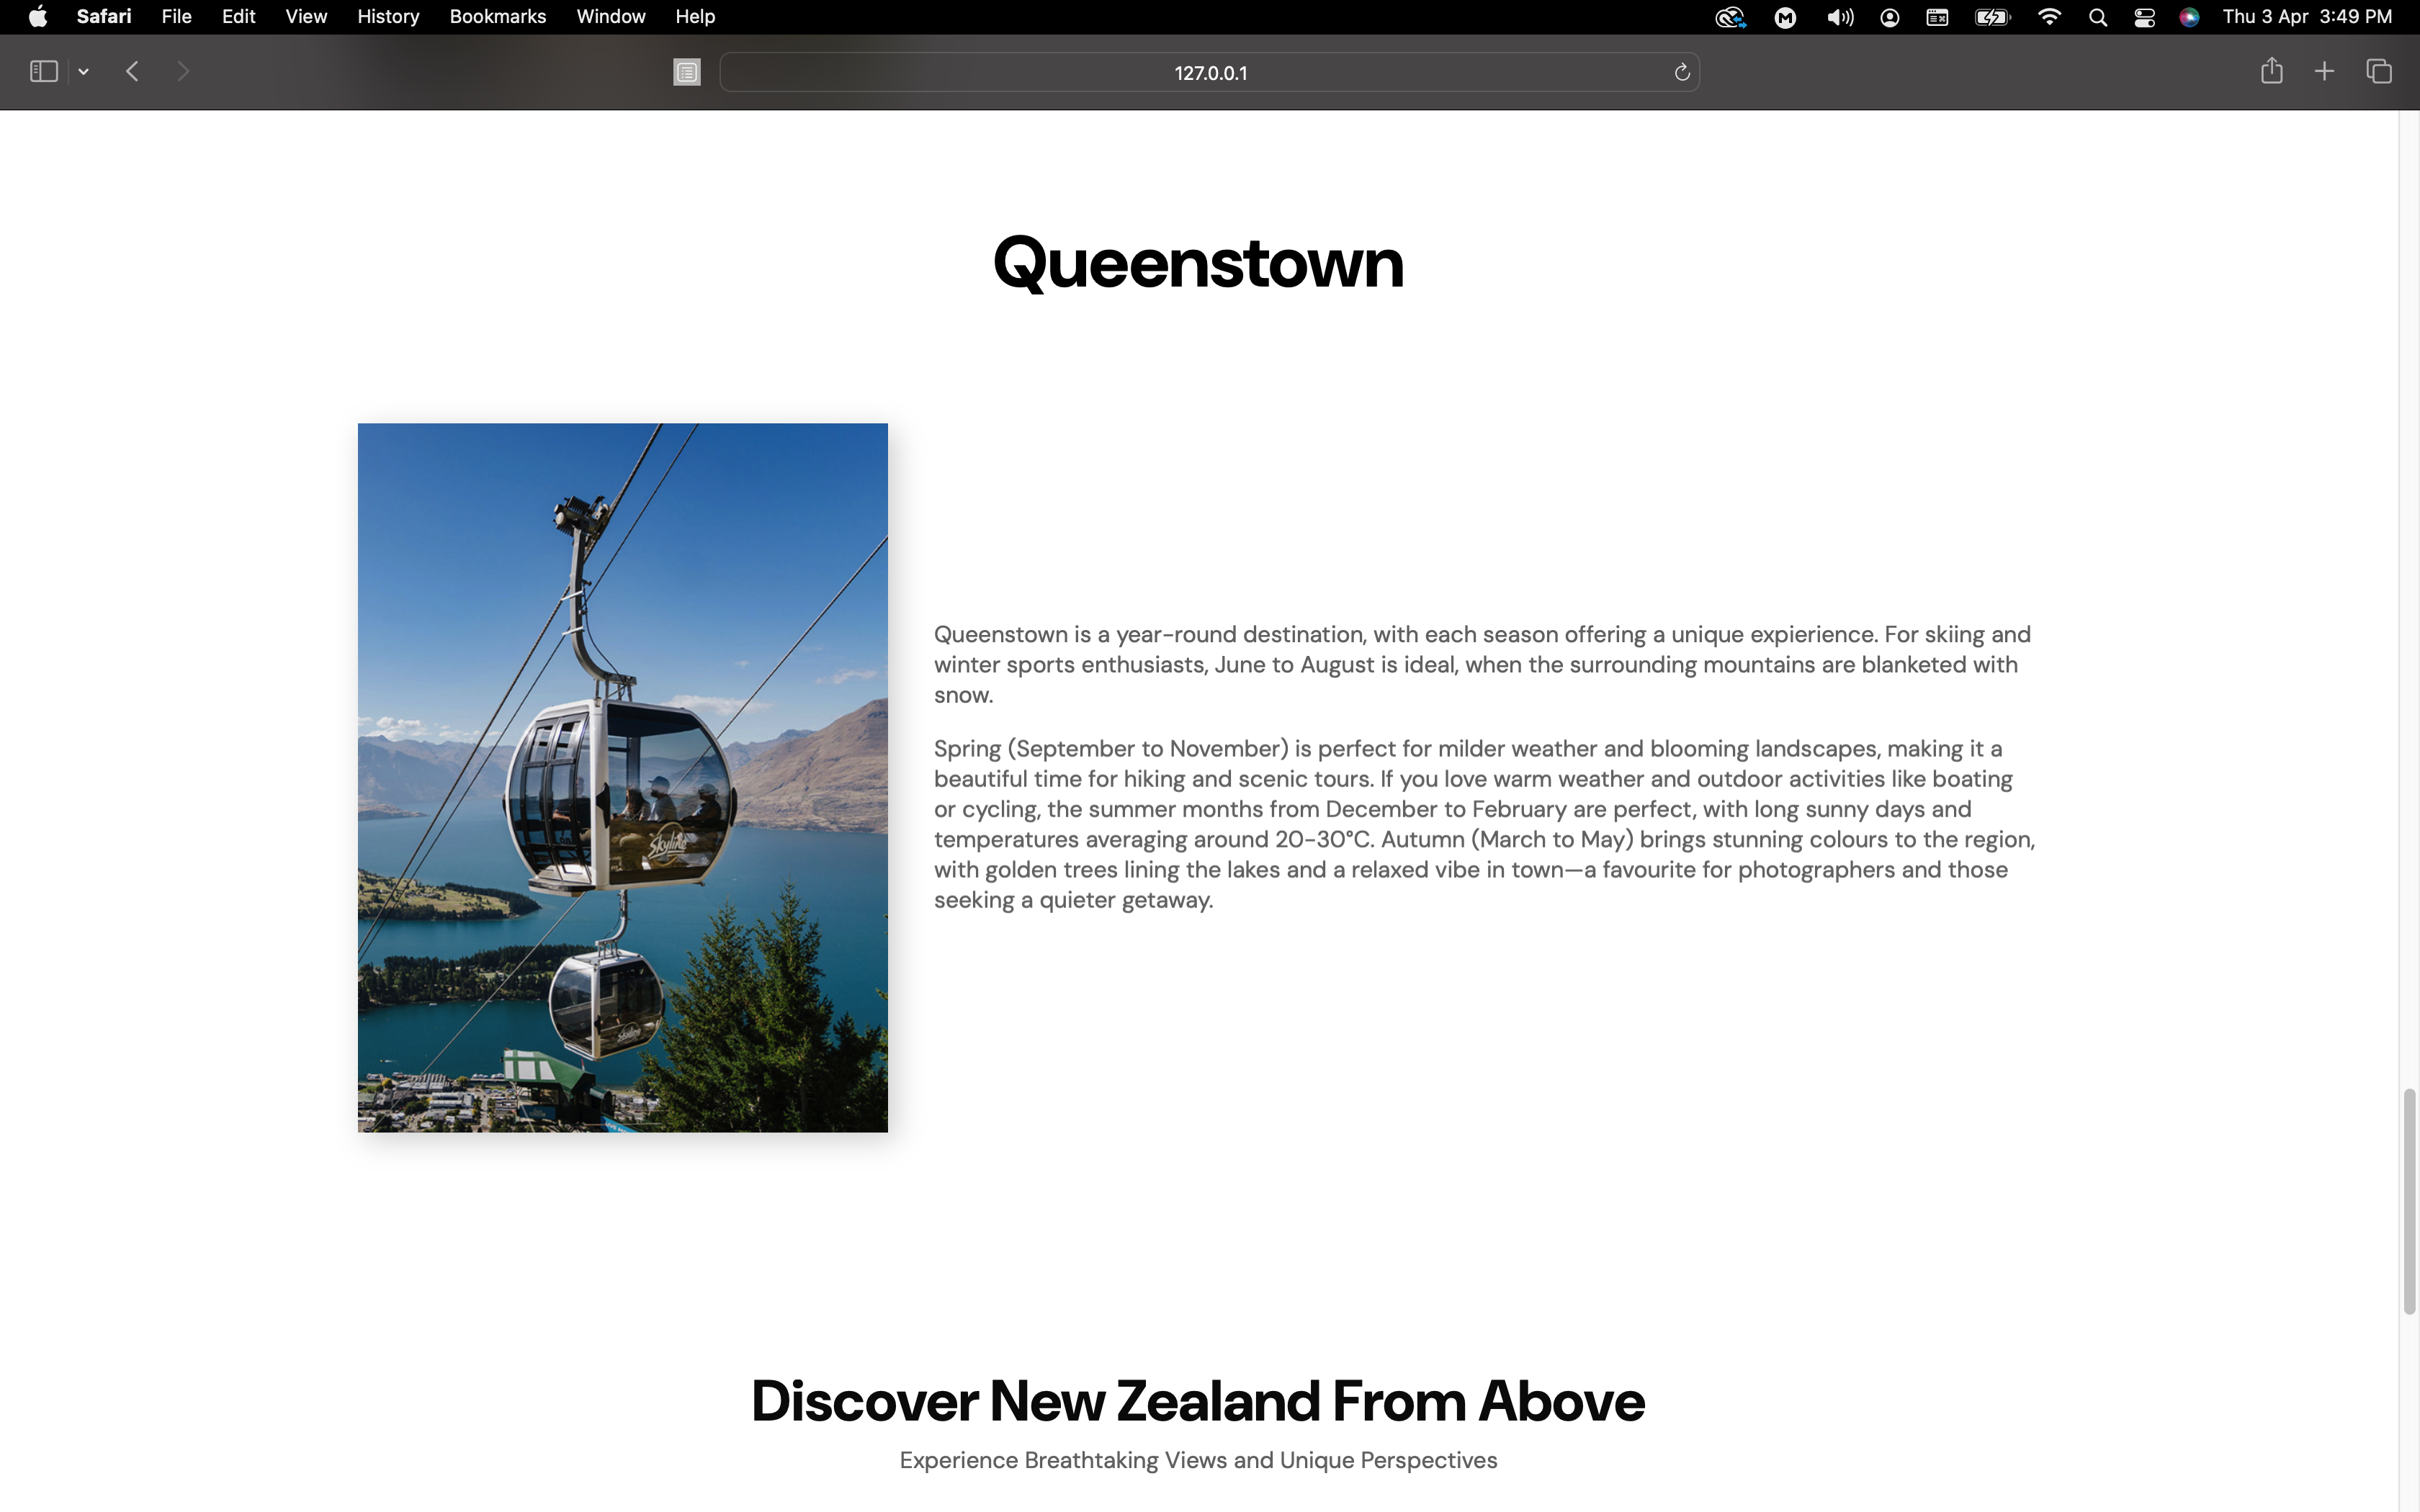 Safari File Edit View History Bookmarks Window Help Thu 3 Apr 3:49 PM
127.0.0.1
Queenstown
Skyline
Skyline
Queenstown is a year-round destination, with each season offering a unique expierience. For skiing and
winter sports enthusiasts, June to August is ideal, when the surrounding mountains are blanketed with
snow.
Spring (September to November) is perfect for milder weather and blooming landscapes, making it a
beautiful time for hiking and scenic tours. If you love warm weather and outdoor activities like boating
or cycling, the summer months from December to February are perfect, with long sunny days and
temperatures averaging around 20-30°C. Autumn (March to May) brings stunning colours to the region,
with golden trees lining the lakes and a relaxed vibe in town—a favourite for photographers and those
seeking a quieter getaway.
Discover New Zealand From Above
Experience Breathtaking Views and Unique Perspectives